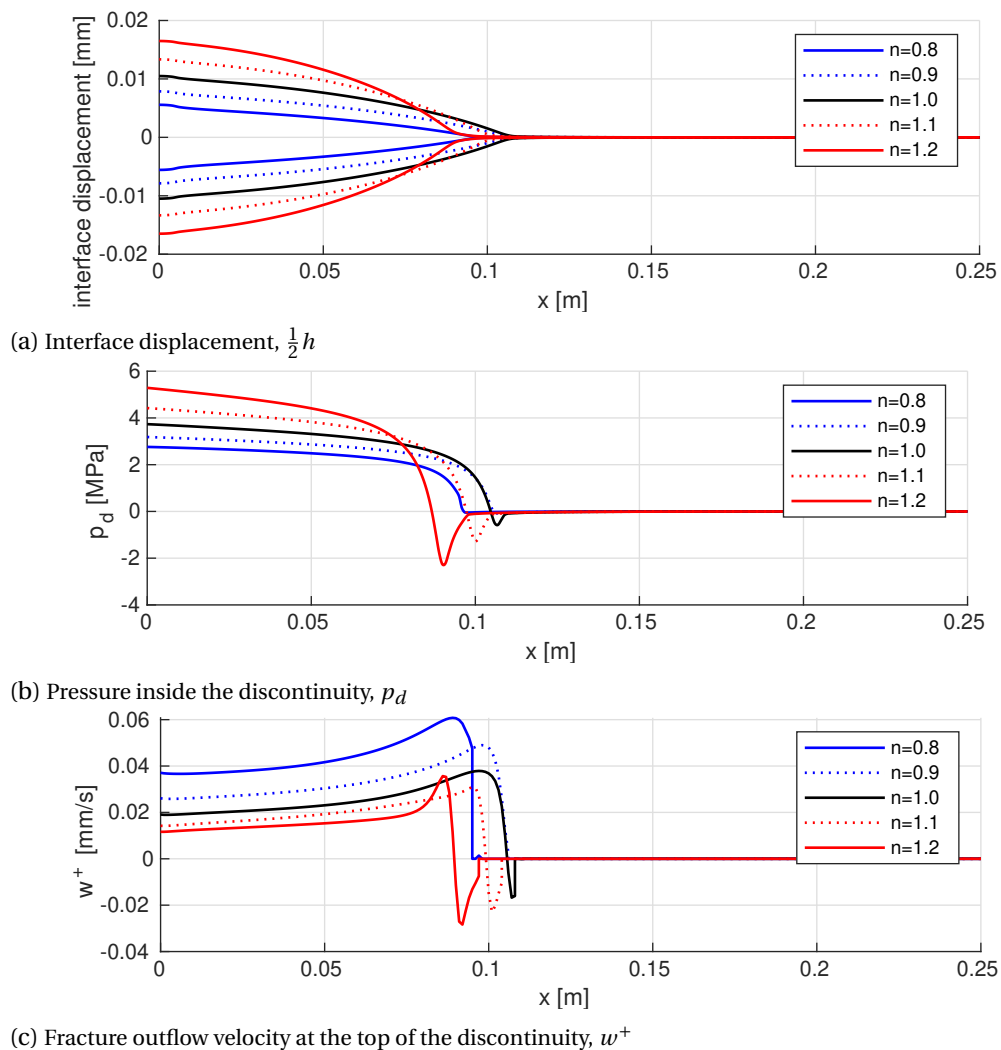 0.02
0.01
0
-0.01
-0.02
interface displacement [mm]
n=0.8
n=0.9
n=1.0
n=1.1
n=1.2
0 0.05 0.1 0.15 0.2 0.25
x [m]
(a) Interface displacement, ½h
6
4
2
0
-2
-4
p_d [MPa]
n=0.8
n=0.9
n=1.0
n=1.1
n=1.2
0 0.05 0.1 0.15 0.2 0.25
x [m]
(b) Pressure inside the discontinuity, p_d
0.06
0.04
0.02
0
-0.02
-0.04
w⁺ [mm/s]
n=0.8
n=0.9
n=1.0
n=1.1
n=1.2
0 0.05 0.1 0.15 0.2 0.25
x [m]
(c) Fracture outflow velocity at the top of the discontinuity, w⁺